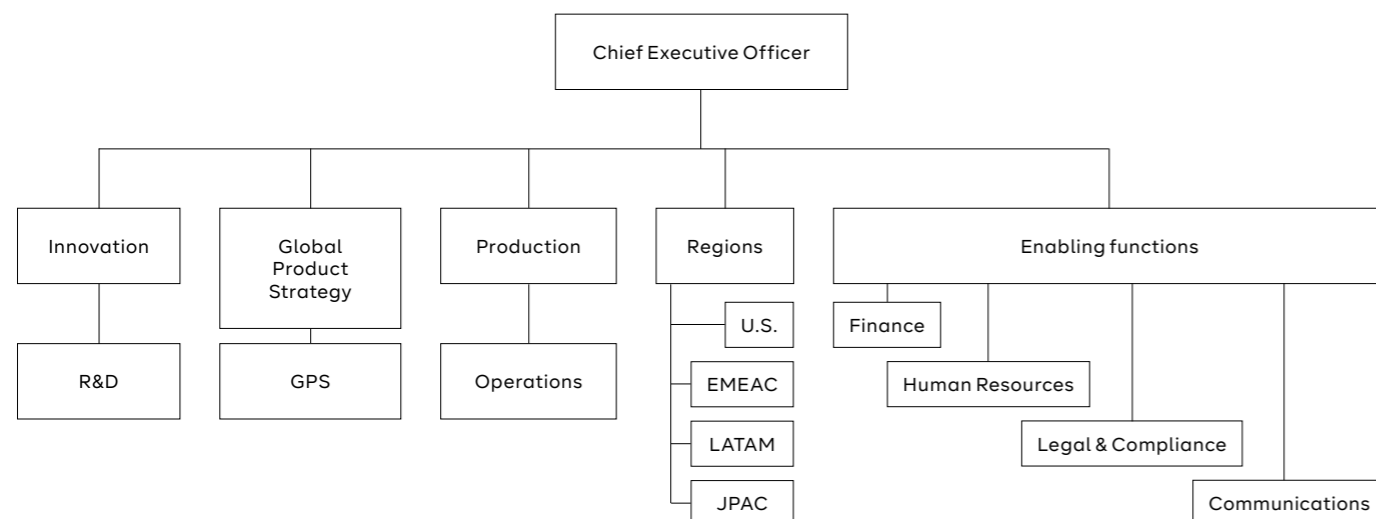 Chief Executive Officer
Innovation
Global
Product
Strategy
Production
Regions
Enabling functions
R&D
GPS
Operations
U.S.
EMEAC
LATAM
JPAC
Finance
Human Resources
Legal & Compliance
Communications